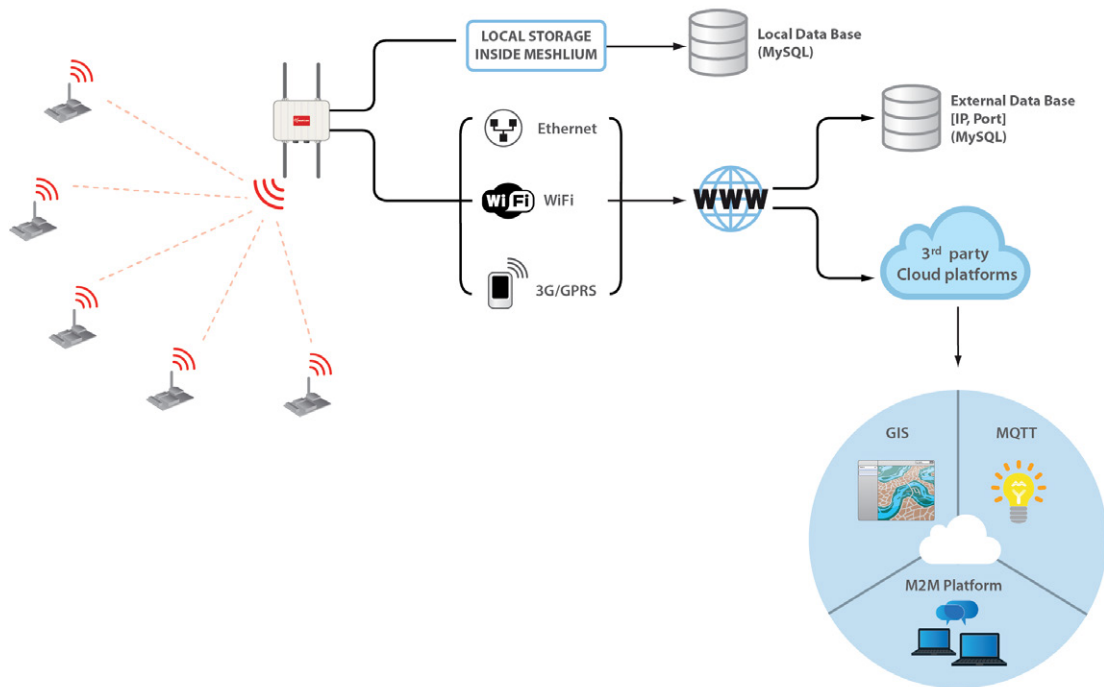 LOCAL STORAGE
INSIDE MESHLIUM
Local Data Base
(MySQL)
External Data Base
[IP, Port]
(MySQL)
Ethernet
WiFi
WiFi
3G/GPRS
WWW
3rd party
Cloud platforms
GIS
MQTT
M2M Platform